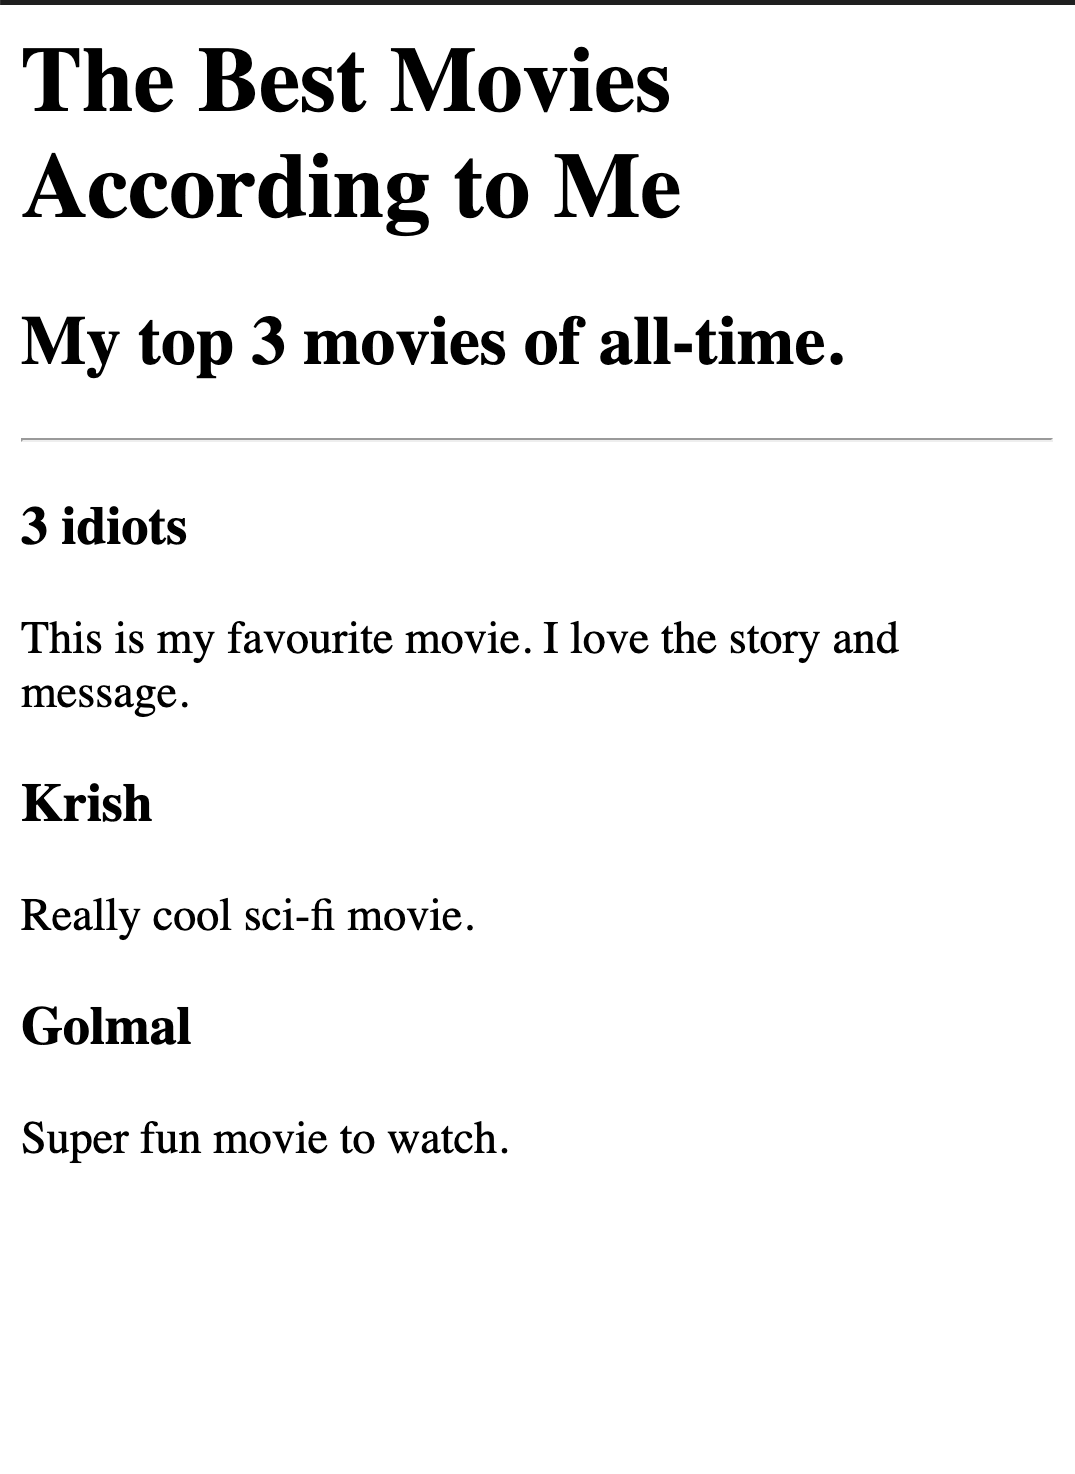 The Best Movies
According to Me
My top 3 movies of all-time.
3 idiots
This is my favourite movie. I love the story and
message.
Krish
Really cool sci-fi movie.
Golmal
Super fun movie to watch.